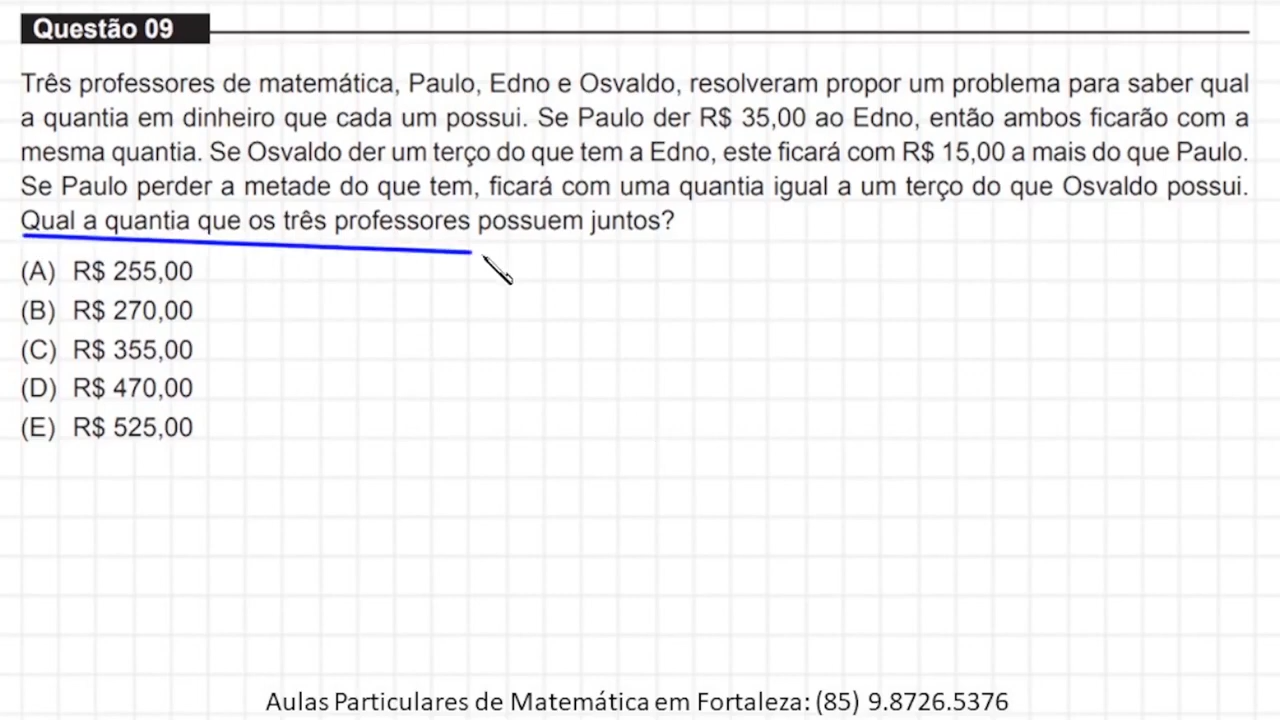 Questão 09
Três professores de matemática, Paulo, Edno e Osvaldo, resolveram propor um problema para saber qual
a quantia em dinheiro que cada um possui. Se Paulo der R$ 35,00 ao Edno, então ambos ficarão com a
mesma quantia. Se Osvaldo der um terço do que tem a Edno, este ficará com R$ 15,00 a mais do que Paulo.
Se Paulo perder a metade do que tem, ficará com uma quantia igual a um terço do que Osvaldo possui.
Qual a quantia que os três professores possuem juntos?
(A) R$ 255,00
(B) R$ 270,00
(C) R$ 355,00
(D) R$ 470,00
(E) R$ 525,00
Aulas Particulares de Matemática em Fortaleza: (85) 9.8726.5376